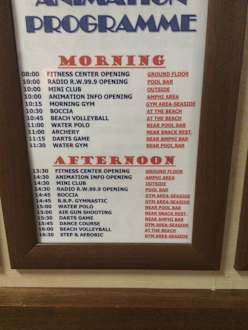 ANIMATION
PROGRAMME
MORNING
08:00 FITNESS CENTER OPENING GROUND FLOOR
10:00 RADIO R.W.99.9 OPENING POOL BAR
10:00 MINI CLUB OUTSIDE
10:00 ANIMATION INFO OPENING AMPHI AREA
10:15 MORNING GYM GYM AREA-SEASIDE
10:30 BOCCIA AT THE BEACH
10:45 BEACH VOLLEYBALL AT THE BEACH
11:00 WATER POLO NEAR POOL BAR
11:00 ARCHERY NEAR SNACK REST.
11:15 DARTS GAME NEAR AMPHI BAR
11:30 WATER GYM NEAR POOL BAR
AFTERNOON
13:30 FITNESS CENTER OPENING GROUND FLOOR
14:30 ANIMATION INFO OPENING AMPHI AREA
14:30 MINI CLUB OUTSIDE
14:30 RADIO R.W.99.9 OPENING POOL BAR
14:30 BOCCIA GYM AREA-SEASIDE
14:45 B.B.P. GYMNASTIC GYM AREA-SEASIDE
15:00 WATER POLO NEAR POOL BAR
15:00 AIR GUN SHOOTING NEAR SNACK REST.
15:30 DARTS GAME NEAR AMPHI BAR
15:45 DANCE COURSE GYM AREA-SEASIDE
16:00 BEACH VOLLEYBALL AT THE BEACH
16:30 STEP & AEROBIC GYM AREA-SEASIDE